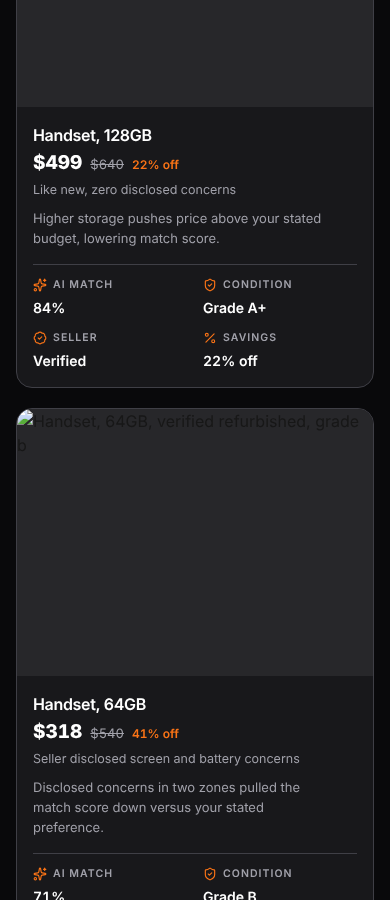 Handset, 128GB
$499 $640 22% off
Like new, zero disclosed concerns
Higher storage pushes price above your stated
budget, lowering match score.
AI MATCH CONDITION
84% Grade A+
SELLER SAVINGS
Verified 22% off
Handset, 64GB, verified refurbished, grade
b
Handset, 64GB
$318 $540 41% off
Seller disclosed screen and battery concerns
Disclosed concerns in two zones pulled the
match score down versus your stated
preference.
AI MATCH CONDITION
71% Grade B